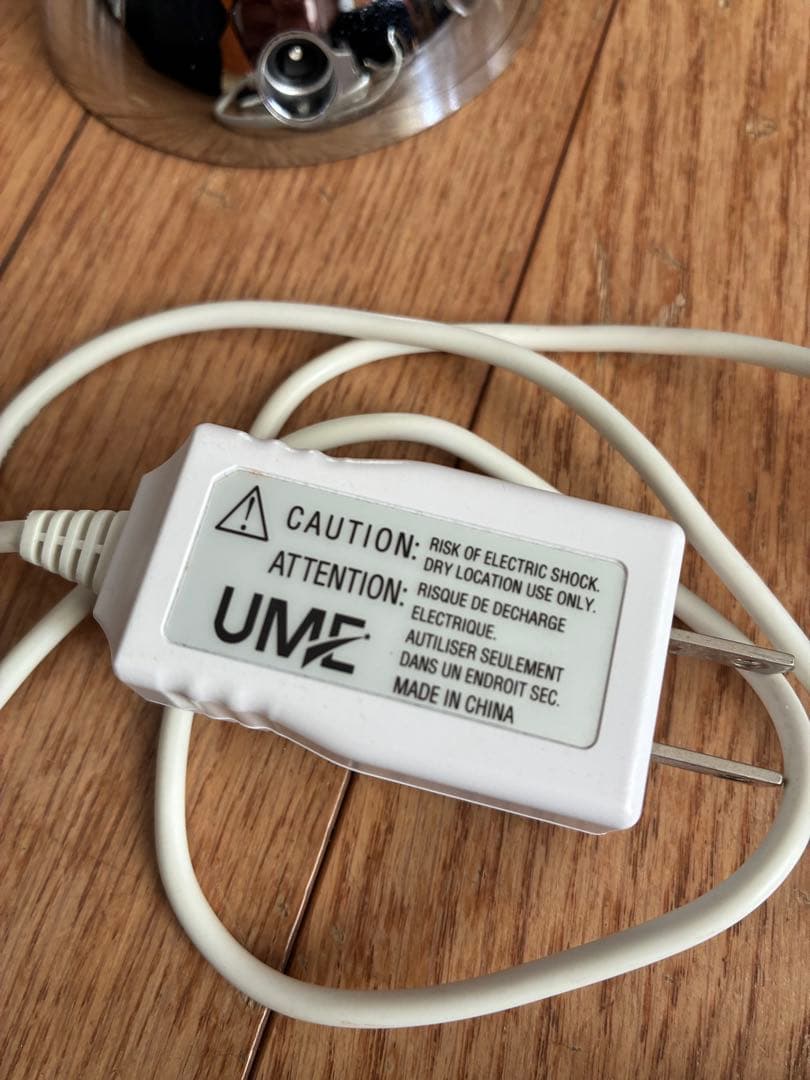 CAUTION: RISK OF ELECTRIC SHOCK.
DRY LOCATION USE ONLY.
ATTENTION: RISQUE DE DECHARGE
ELECTRIQUE.
AUTILISER SEULEMENT
DANS UN ENDROIT SEC.
MADE IN CHINA
UME